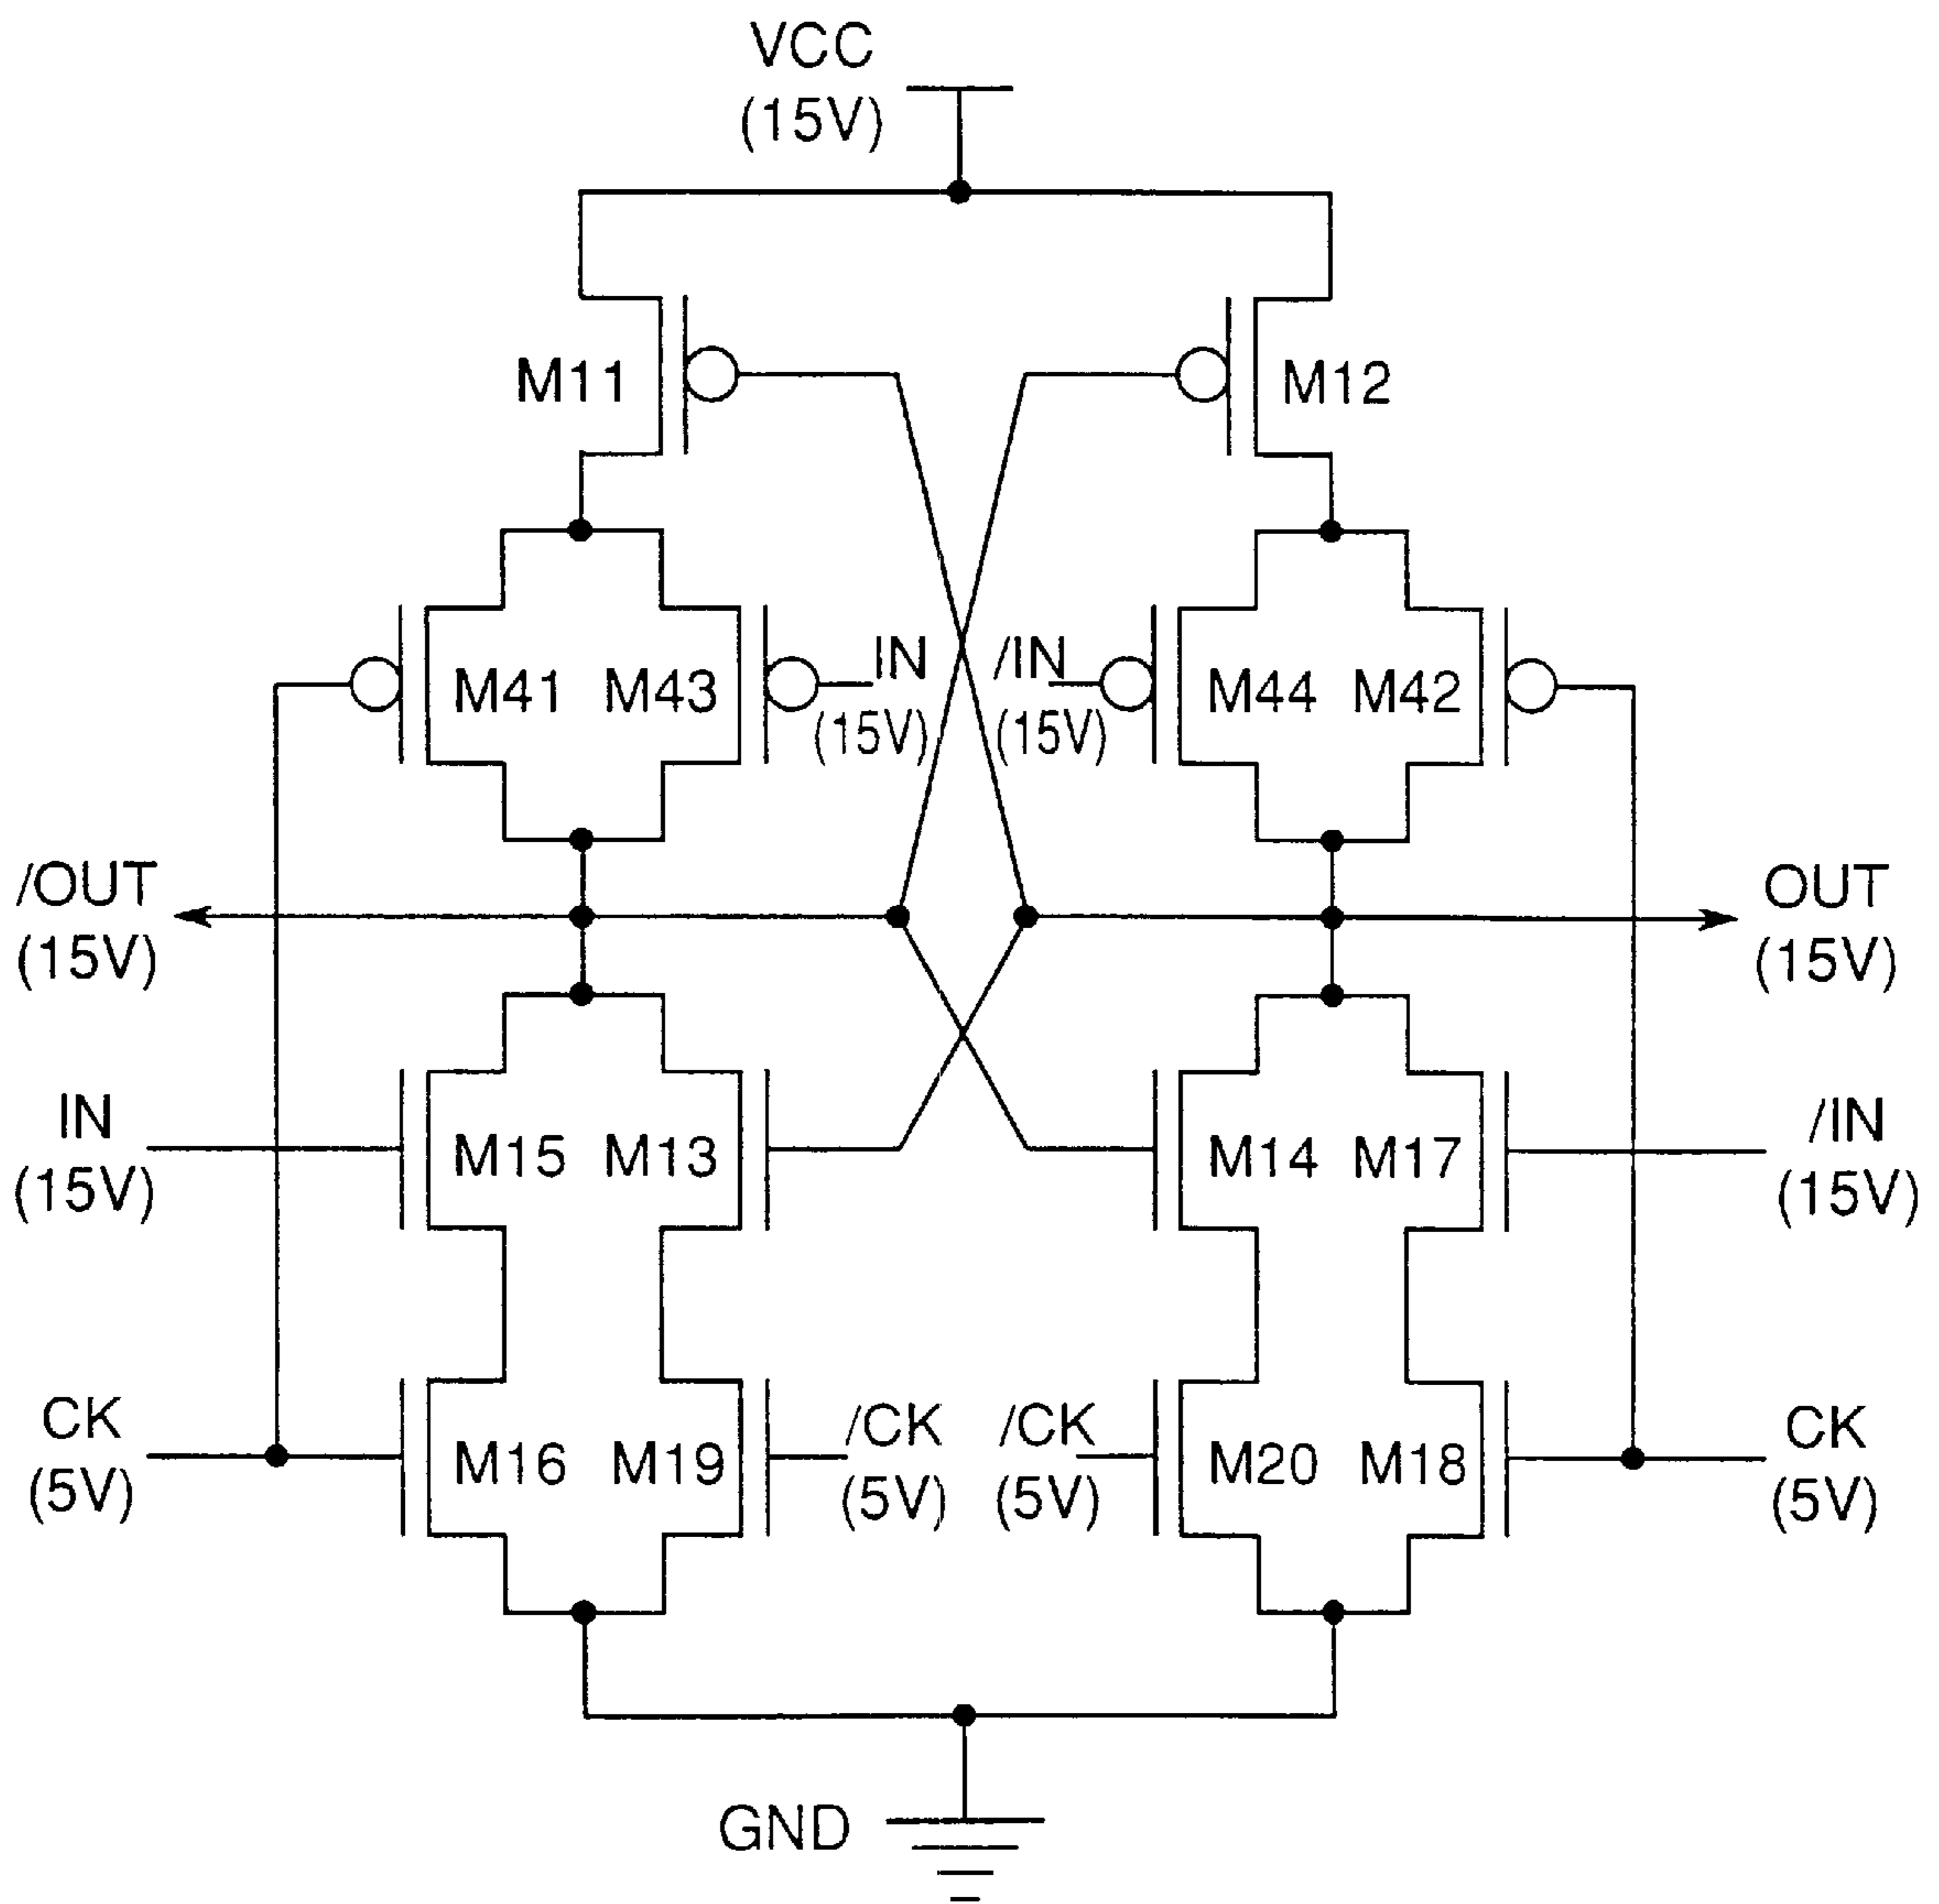 VCC
(15V)
M11
M12
M41
M43
IN
(15V)
/IN
(15V)
M44
M42
/OUT
(15V)
OUT
(15V)
IN
(15V)
M15
M13
M14
M17
/IN
(15V)
CK
(5V)
M16
M19
/CK
(5V)
/CK
(5V)
M20
M18
CK
(5V)
GND